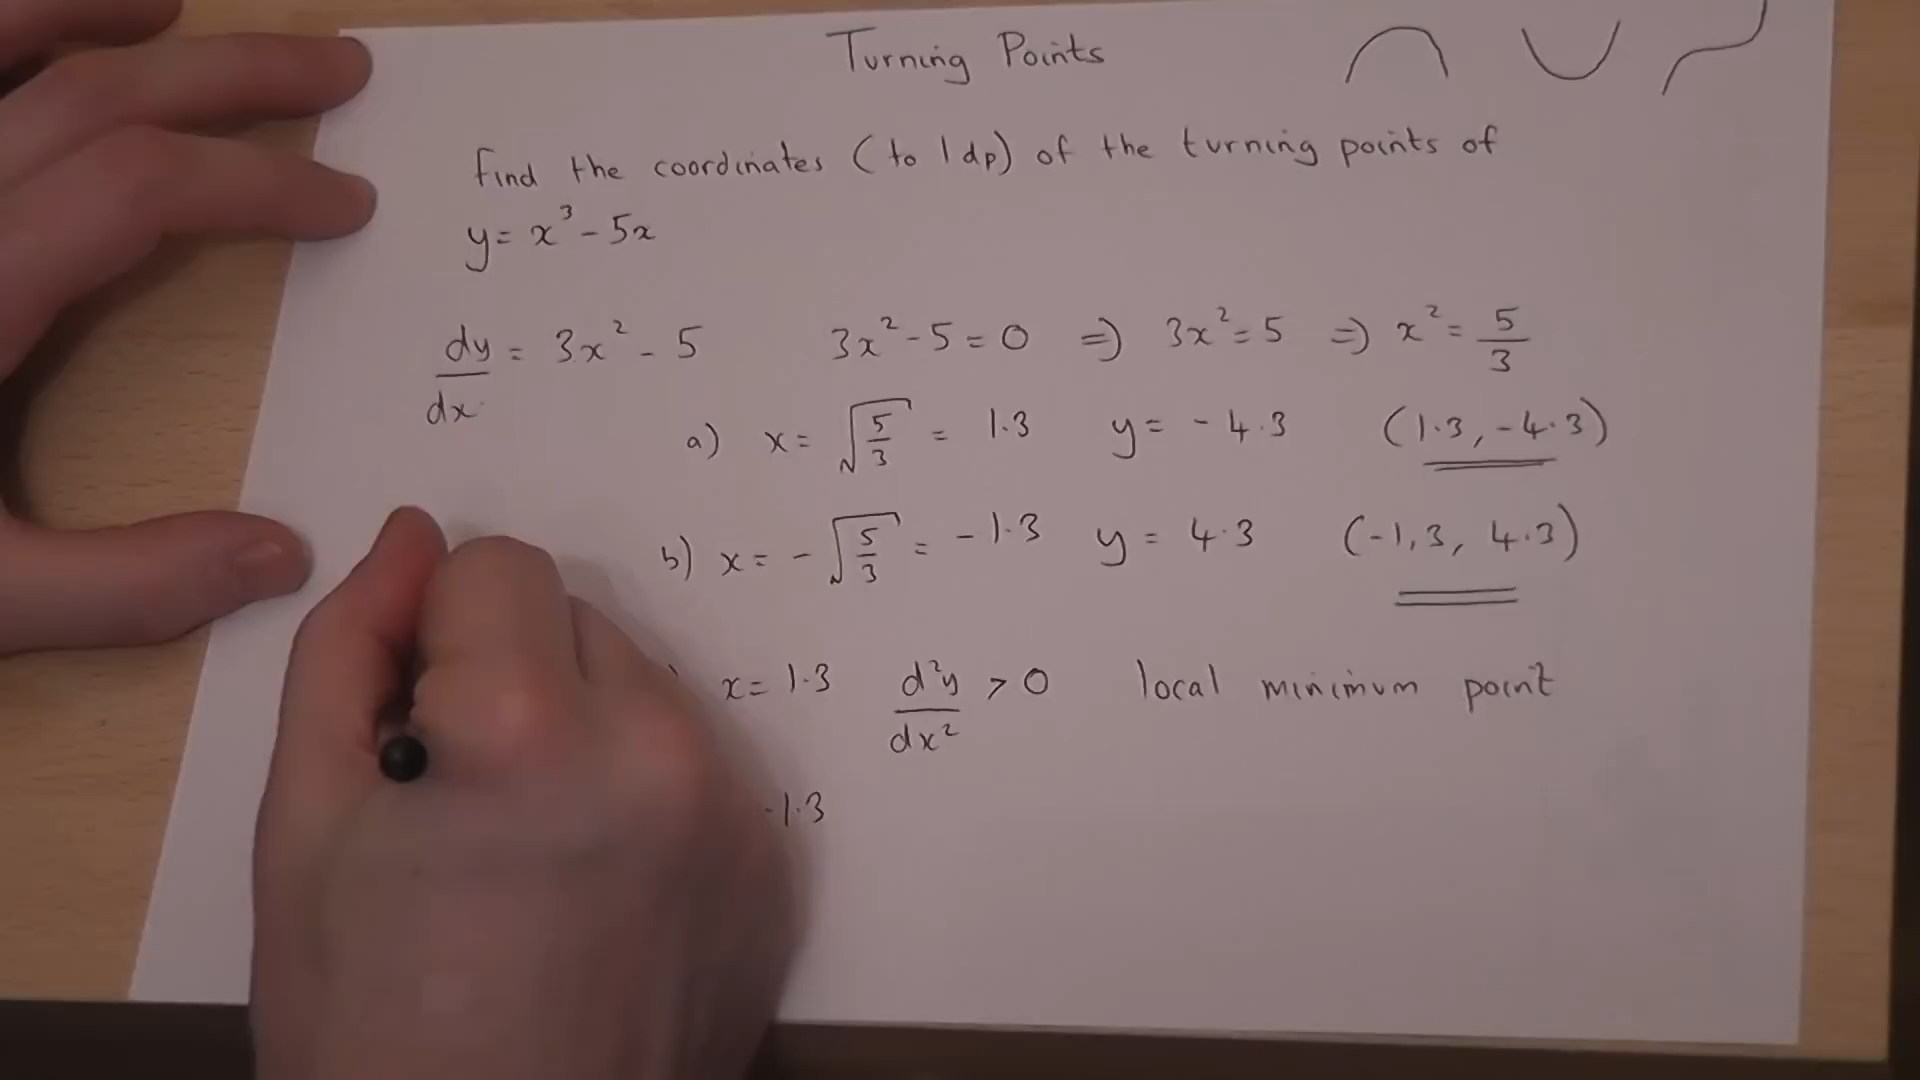 Turning Points
Find the coordinates (to 1dp) of the turning points of
y = x³ - 5x
dy/dx = 3x² - 5 3x² - 5 = 0 => 3x² = 5 => x² = 5/3
a) x = √(5/3) = 1.3 y = - 4.3 (1.3, -4.3)
b) x = - √(5/3) = - 1.3 y = 4.3 (-1,3, 4.3)
x = 1.3 d²y/dx² > 0 local minimum point
-1.3